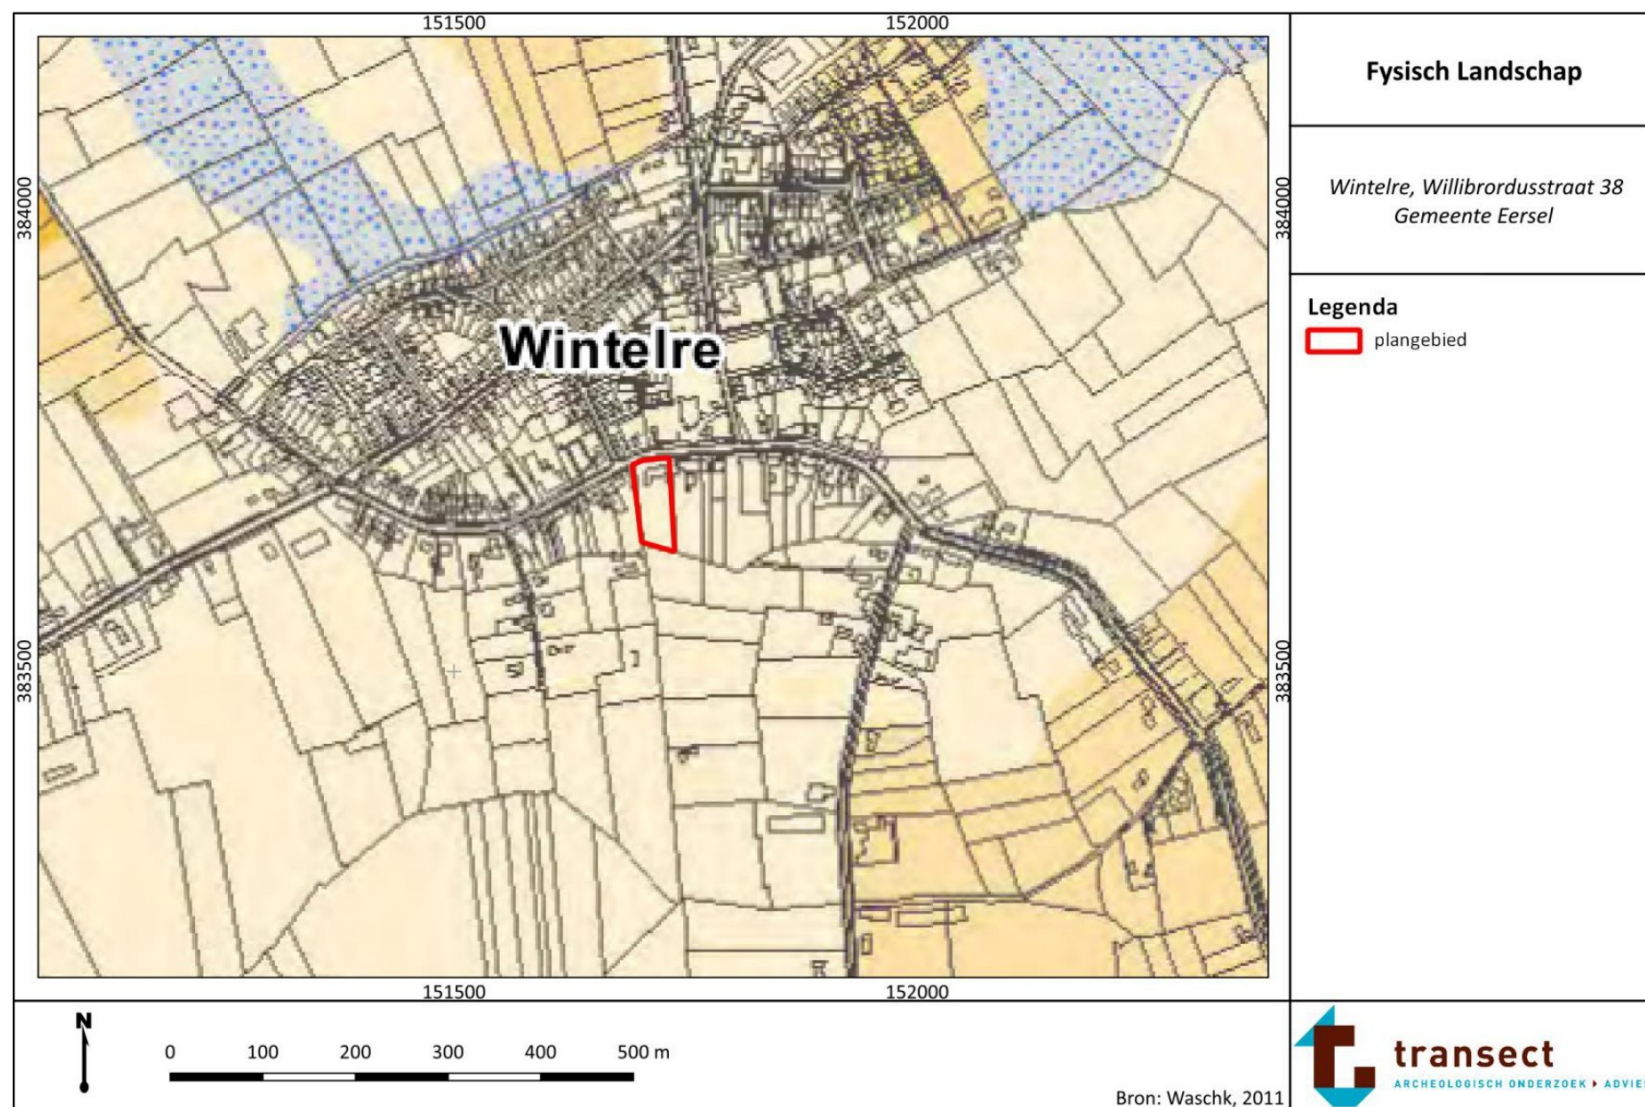 151500
152000
384000
384000
383500
383500
Wintelre
151500
152000
Fysisch Landschap
Wintelre, Willibrordusstraat 38
Gemeente Eersel
Legenda
plangebied
N
0 100 200 300 400 500 m
Bron: Waschk, 2011
transect
ARCHEOLOGISCH ONDERZOEK ▸ ADVIE